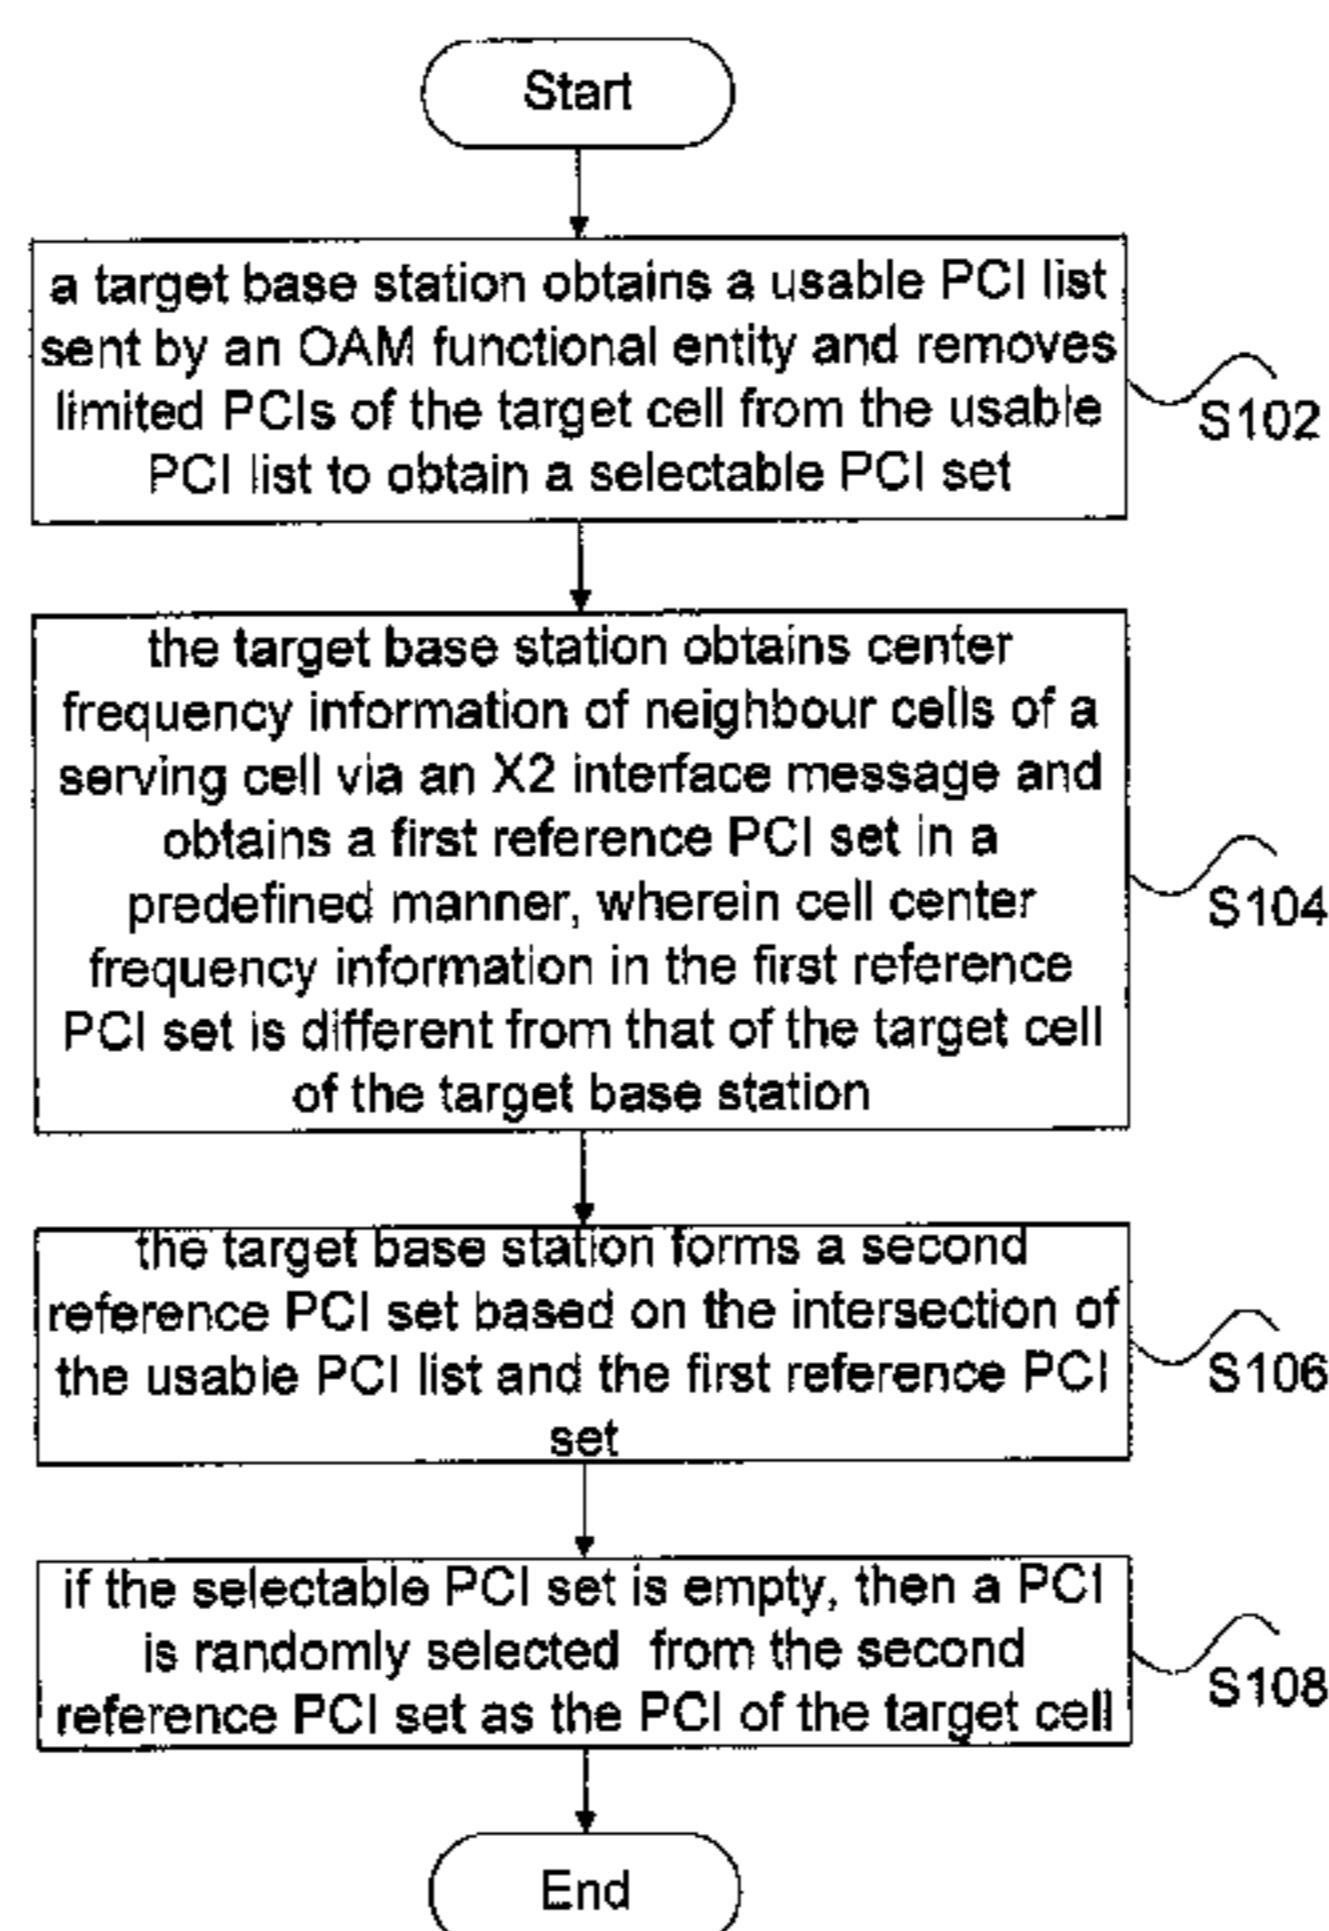 Start
a target base station obtains a usable PCI list
sent by an OAM functional entity and removes
limited PCIs of the target cell from the usable
PCI list to obtain a selectable PCI set
S102
the target base station obtains center
frequency information of neighbour cells of a
serving cell via an X2 interface message and
obtains a first reference PCI set in a
predefined manner, wherein cell center
frequency information in the first reference
PCI set is different from that of the target cell
of the target base station
S104
the target base station forms a second
reference PCI set based on the intersection of
the usable PCI list and the first reference PCI
set
S106
if the selectable PCI set is empty, then a PCI
is randomly selected from the second
reference PCI set as the PCI of the target cell
S108
End